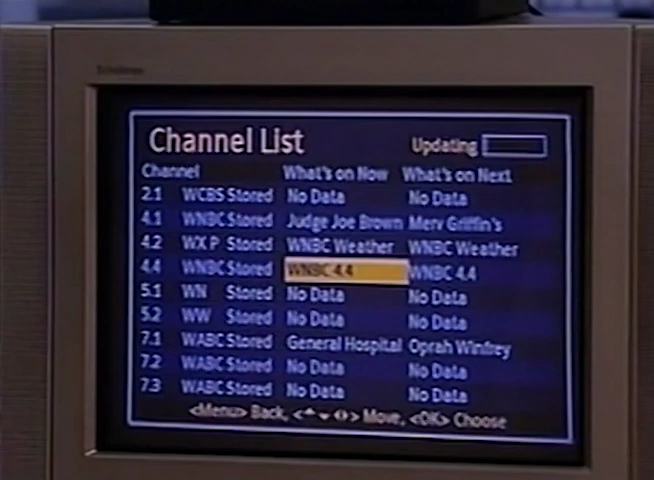 Channel List Updating
Channel What's on Now What's on Next
2.1 WCBS Stored No Data No Data
4.1 WNBC Stored Judge Joe Brown Merv Griffin's
4.2 WX P Stored WNBC Weather WNBC Weather
4.4 WNBC Stored WNBC 4.4 WNBC 4.4
5.1 WN Stored No Data No Data
5.2 WW Stored No Data No Data
7.1 WABC Stored General Hospital Oprah Winfrey
7.2 WABC Stored No Data No Data
7.3 WABC Stored No Data No Data
<Menu> Back, <▲ ▼ ◀▶> Move, <OK> Choose